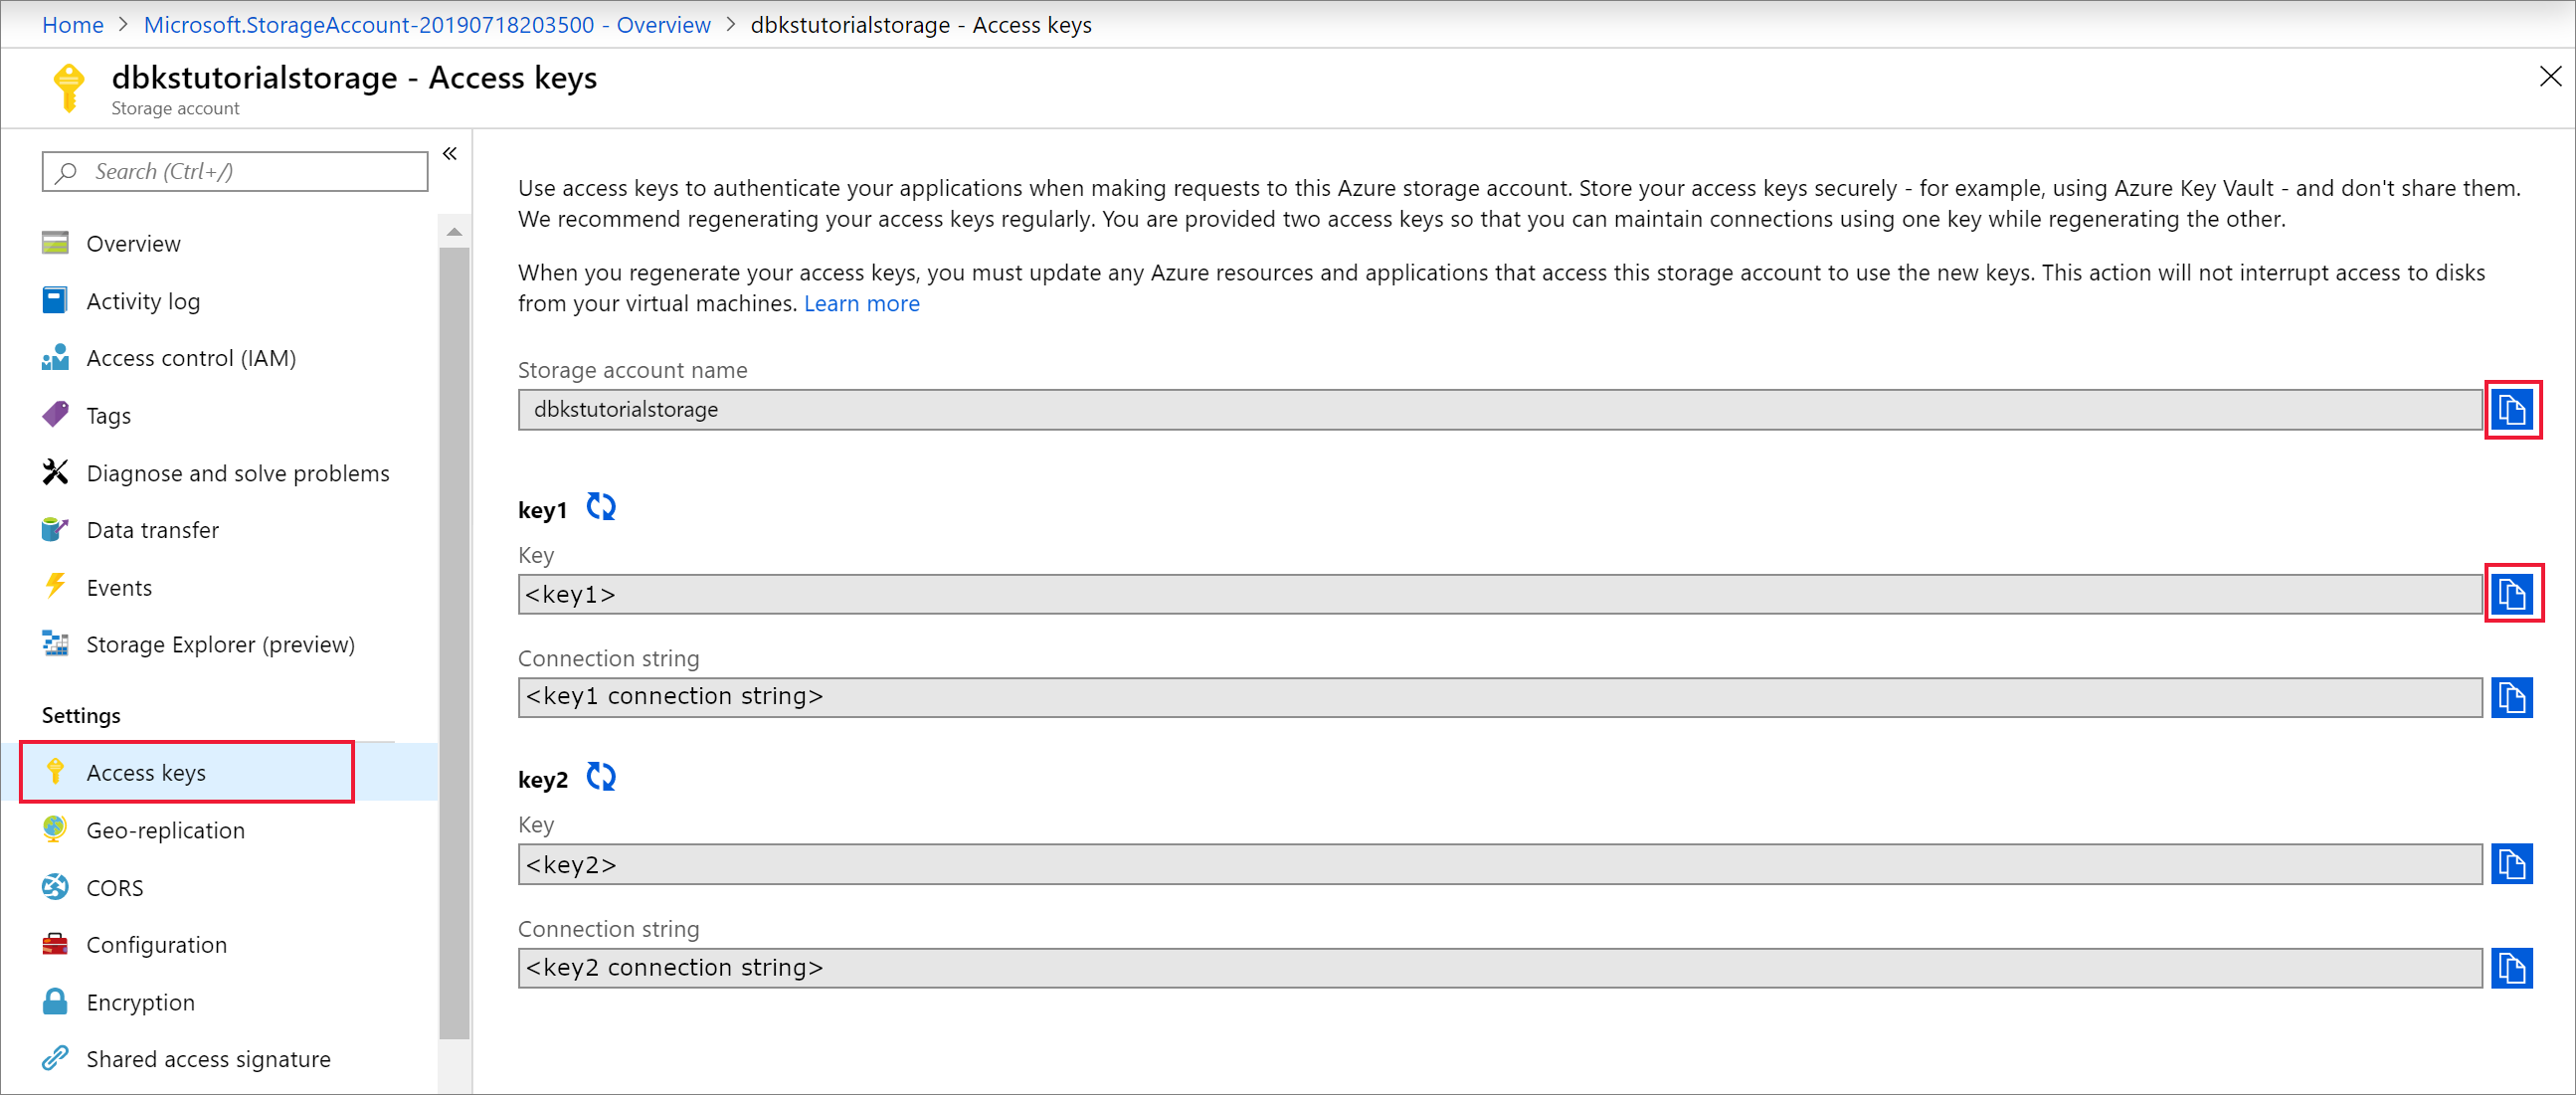 Home > Microsoft.StorageAccount-20190718203500 - Overview > dbkstutorialstorage - Access keys
dbkstutorialstorage - Access keys
Storage account
Search (Ctrl+/)
«
Overview
Activity log
Access control (IAM)
Tags
Diagnose and solve problems
Data transfer
Events
Storage Explorer (preview)
Settings
Access keys
Geo-replication
CORS
Configuration
Encryption
Shared access signature
Use access keys to authenticate your applications when making requests to this Azure storage account. Store your access keys securely - for example, using Azure Key Vault - and don't share them.
We recommend regenerating your access keys regularly. You are provided two access keys so that you can maintain connections using one key while regenerating the other.
When you regenerate your access keys, you must update any Azure resources and applications that access this storage account to use the new keys. This action will not interrupt access to disks
from your virtual machines. Learn more
Storage account name
dbkstutorialstorage
key1
Key
<key1>
Connection string
<key1 connection string>
key2
Key
<key2>
Connection string
<key2 connection string>